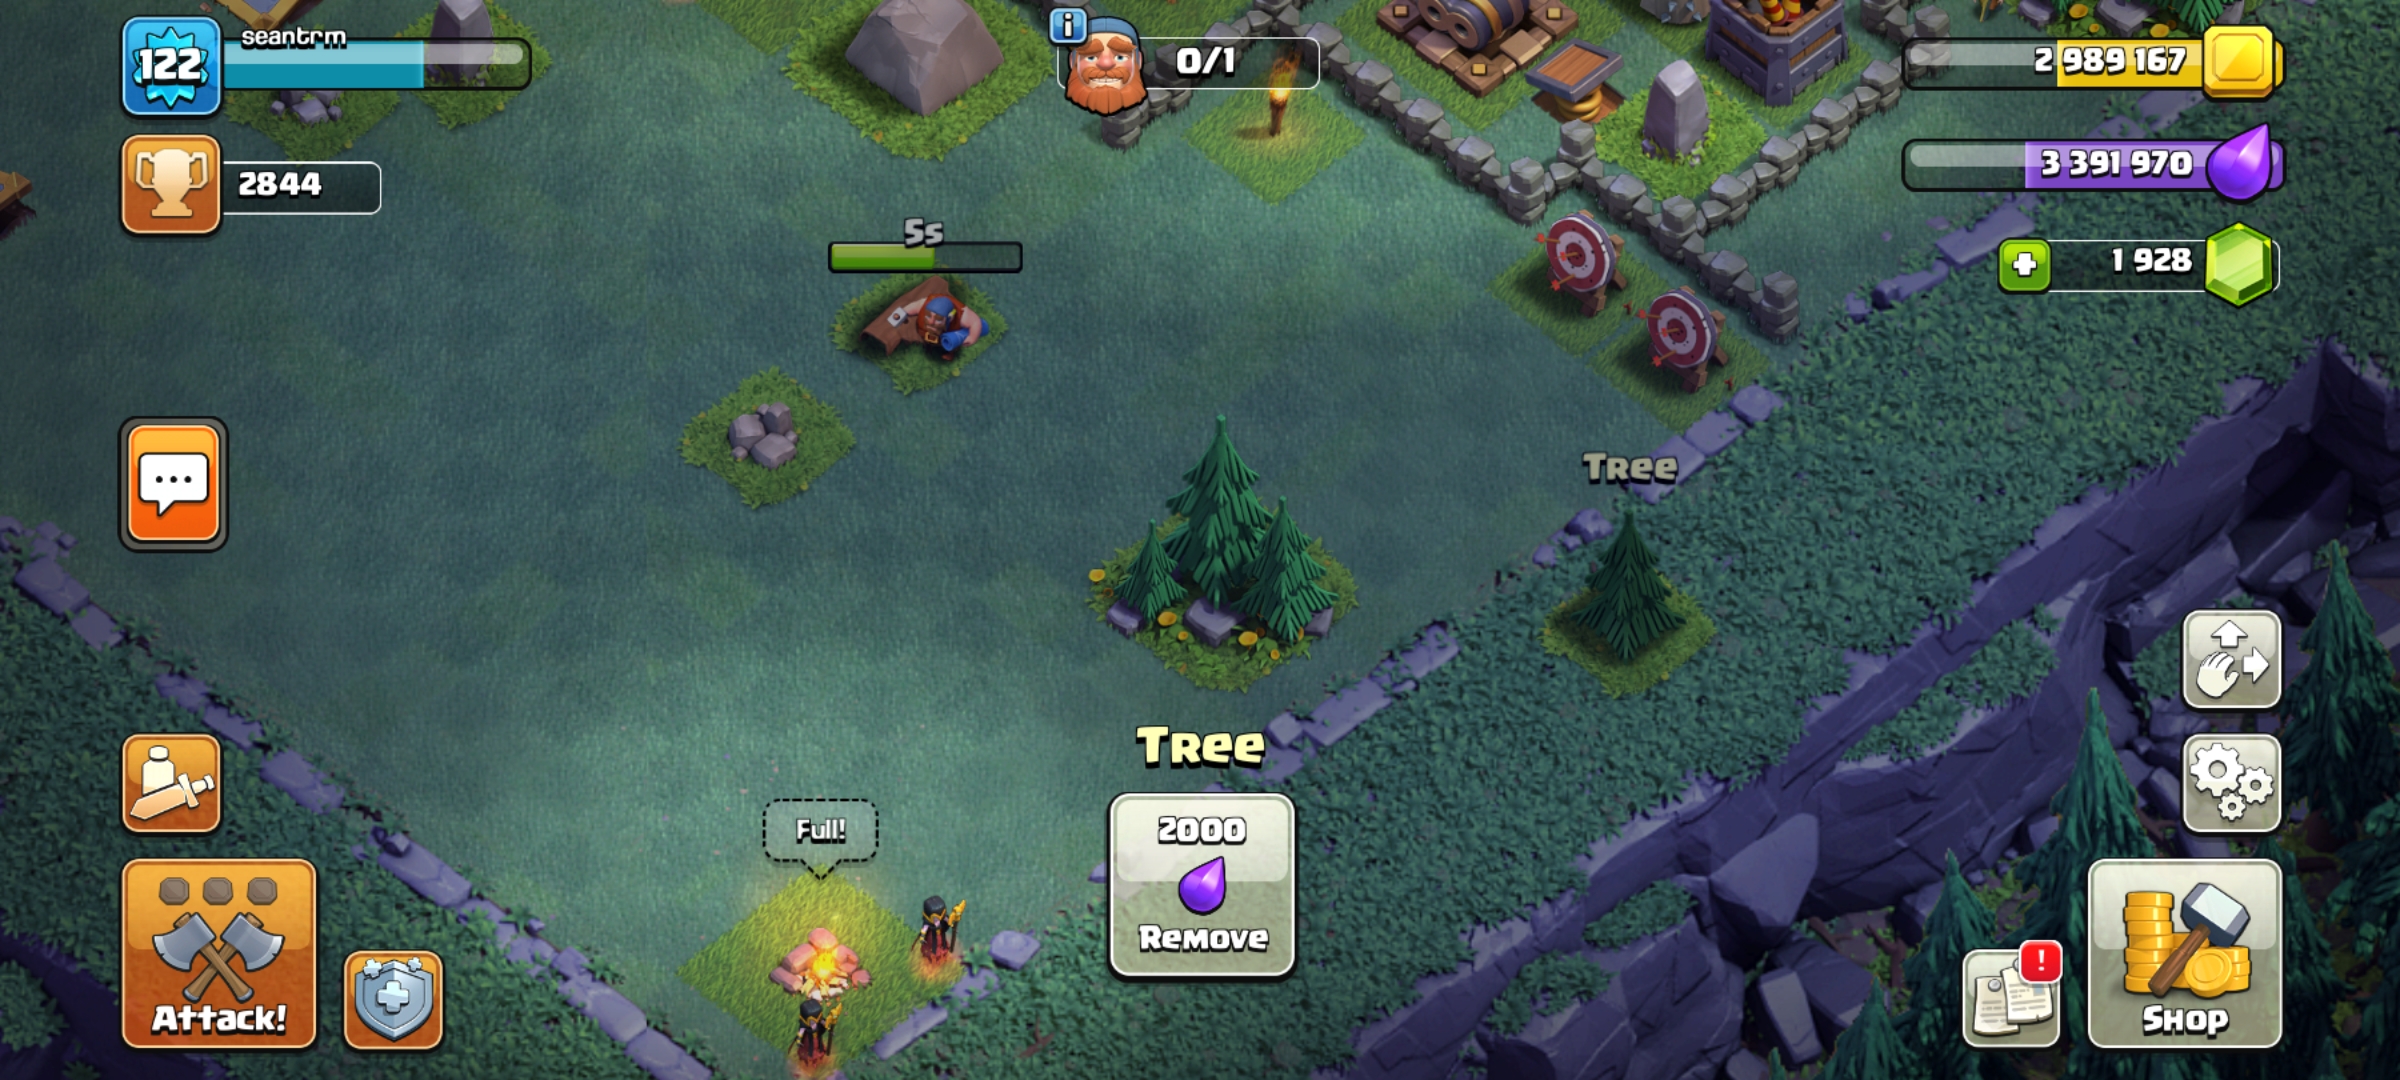 122
seantrm
0/1
2 989 167
2844
3 391 970
5s
1 928
Tree
Tree
Full!
2000
Remove
Attack!
!
Shop